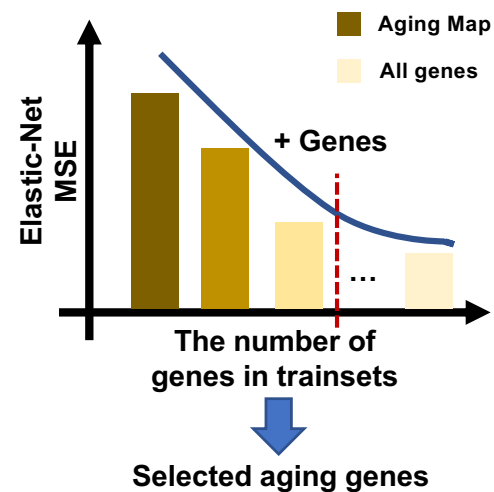 Aging Map
All genes
Elastic-Net
MSE
+ Genes
...
The number of
genes in trainsets
Selected aging genes